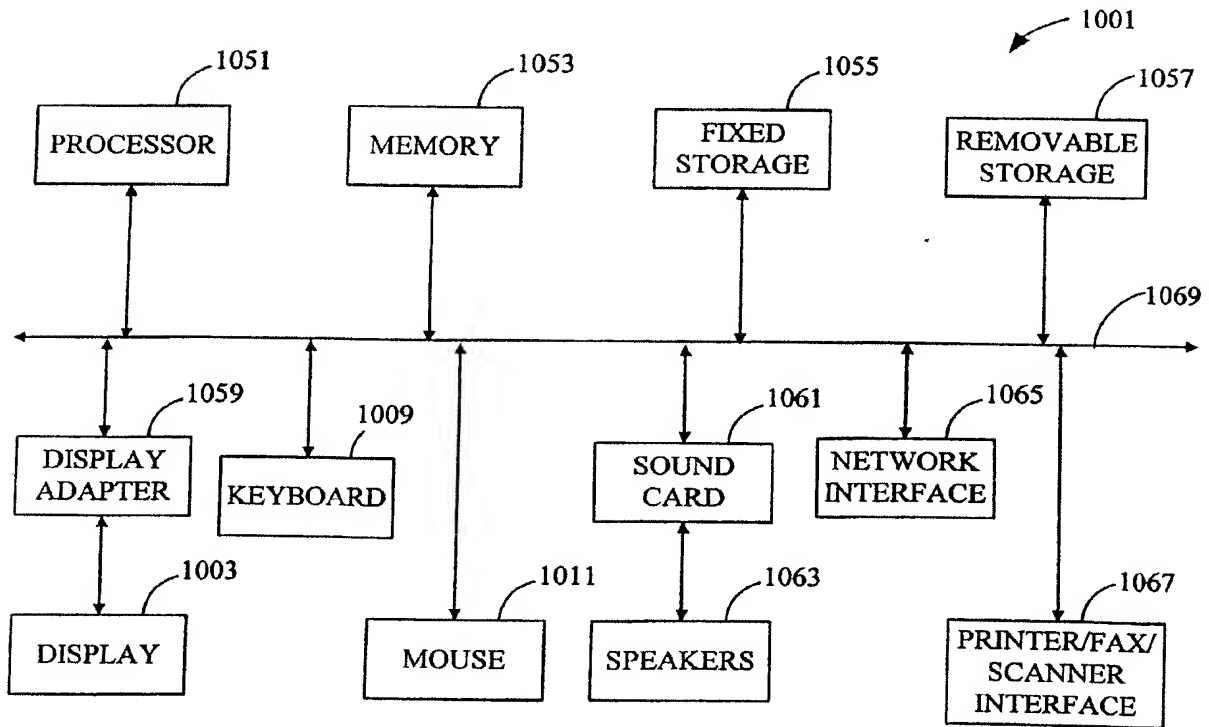 1001
1051
1053
1055
1057
PROCESSOR
MEMORY
FIXED
STORAGE
REMOVABLE
STORAGE
1069
1059
1009
1061
1065
DISPLAY
ADAPTER
KEYBOARD
SOUND
CARD
NETWORK
INTERFACE
1003
1011
1063
1067
DISPLAY
MOUSE
SPEAKERS
PRINTER/FAX/
SCANNER
INTERFACE